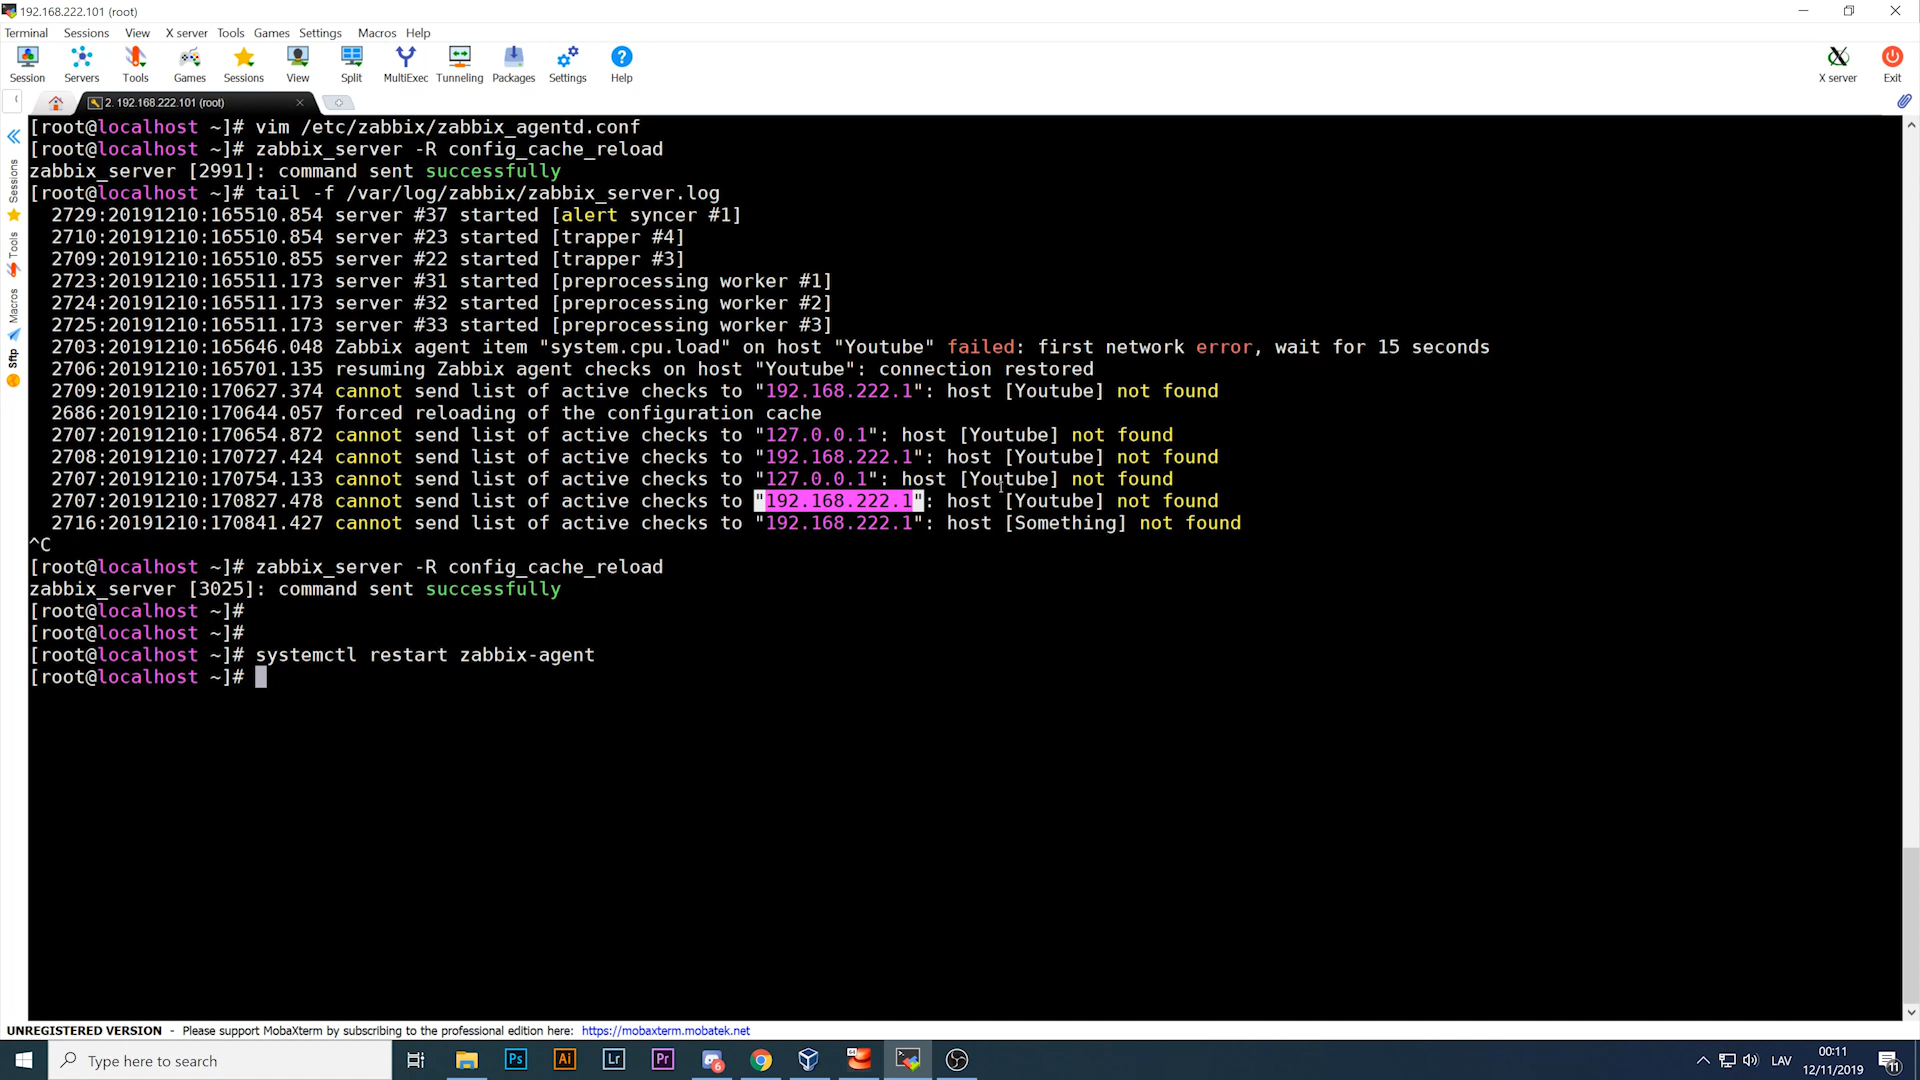 192.168.222.101 (root)
Terminal Sessions View X server Tools Games Settings Macros Help
Session Servers Tools Games Sessions View Split MultiExec Tunneling Packages Settings Help X server Exit
2. 192.168.222.101 (root)
Sessions
Tools
Macros
Sftp
[root@localhost ~]# vim /etc/zabbix/zabbix_agentd.conf
[root@localhost ~]# zabbix_server -R config_cache_reload
zabbix_server [2991]: command sent successfully
[root@localhost ~]# tail -f /var/log/zabbix/zabbix_server.log
2729:20191210:165510.854 server #37 started [alert syncer #1]
2710:20191210:165510.854 server #23 started [trapper #4]
2709:20191210:165510.855 server #22 started [trapper #3]
2723:20191210:165511.173 server #31 started [preprocessing worker #1]
2724:20191210:165511.173 server #32 started [preprocessing worker #2]
2725:20191210:165511.173 server #33 started [preprocessing worker #3]
2703:20191210:165646.048 Zabbix agent item "system.cpu.load" on host "Youtube" failed: first network error, wait for 15 seconds
2706:20191210:165701.135 resuming Zabbix agent checks on host "Youtube": connection restored
2709:20191210:170627.374 cannot send list of active checks to "192.168.222.1": host [Youtube] not found
2686:20191210:170644.057 forced reloading of the configuration cache
2707:20191210:170654.872 cannot send list of active checks to "127.0.0.1": host [Youtube] not found
2708:20191210:170727.424 cannot send list of active checks to "192.168.222.1": host [Youtube] not found
2707:20191210:170754.133 cannot send list of active checks to "127.0.0.1": host [Youtube] not found
2707:20191210:170827.478 cannot send list of active checks to "192.168.222.1": host [Youtube] not found
2716:20191210:170841.427 cannot send list of active checks to "192.168.222.1": host [Something] not found
^C
[root@localhost ~]# zabbix_server -R config_cache_reload
zabbix_server [3025]: command sent successfully
[root@localhost ~]#
[root@localhost ~]#
[root@localhost ~]# systemctl restart zabbix-agent
[root@localhost ~]#
UNREGISTERED VERSION - Please support MobaXterm by subscribing to the professional edition here: https://mobaxterm.mobatek.net
Type here to search
Ps Ai Lr Pr 6 64
LAV
00:11
12/11/2019
11